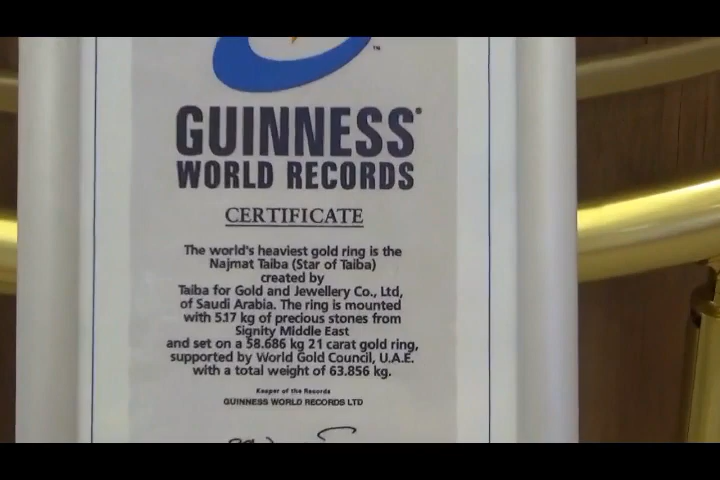 ™
GUINNESS®
WORLD RECORDS
CERTIFICATE
The world's heaviest gold ring is the
Najmat Taiba (Star of Taiba)
created by
Taiba for Gold and Jewellery Co., Ltd,
of Saudi Arabia. The ring is mounted
with 5.17 kg of precious stones from
Signity Middle East
and set on a 58.686 kg 21 carat gold ring,
supported by World Gold Council, U.A.E.
with a total weight of 63.856 kg.
Keeper of the Records
GUINNESS WORLD RECORDS LTD